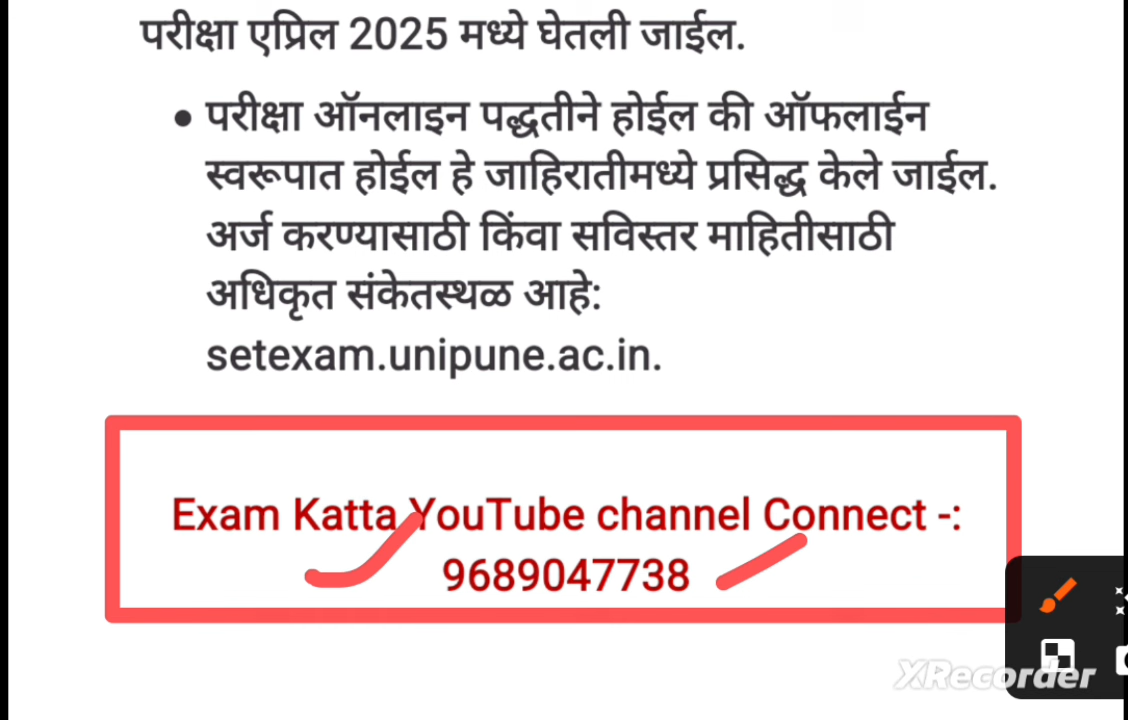 परीक्षा एप्रिल 2025 मध्ये घेतली जाईल.
• परीक्षा ऑनलाइन पद्धतीने होईल की ऑफलाईन
स्वरूपात होईल हे जाहिरातीमध्ये प्रसिद्ध केले जाईल.
अर्ज करण्यासाठी किंवा सविस्तर माहितीसाठी
अधिकृत संकेतस्थळ आहे:
setexam.unipune.ac.in.
Exam Katta YouTube channel Connect -:
9689047738
XRecorder